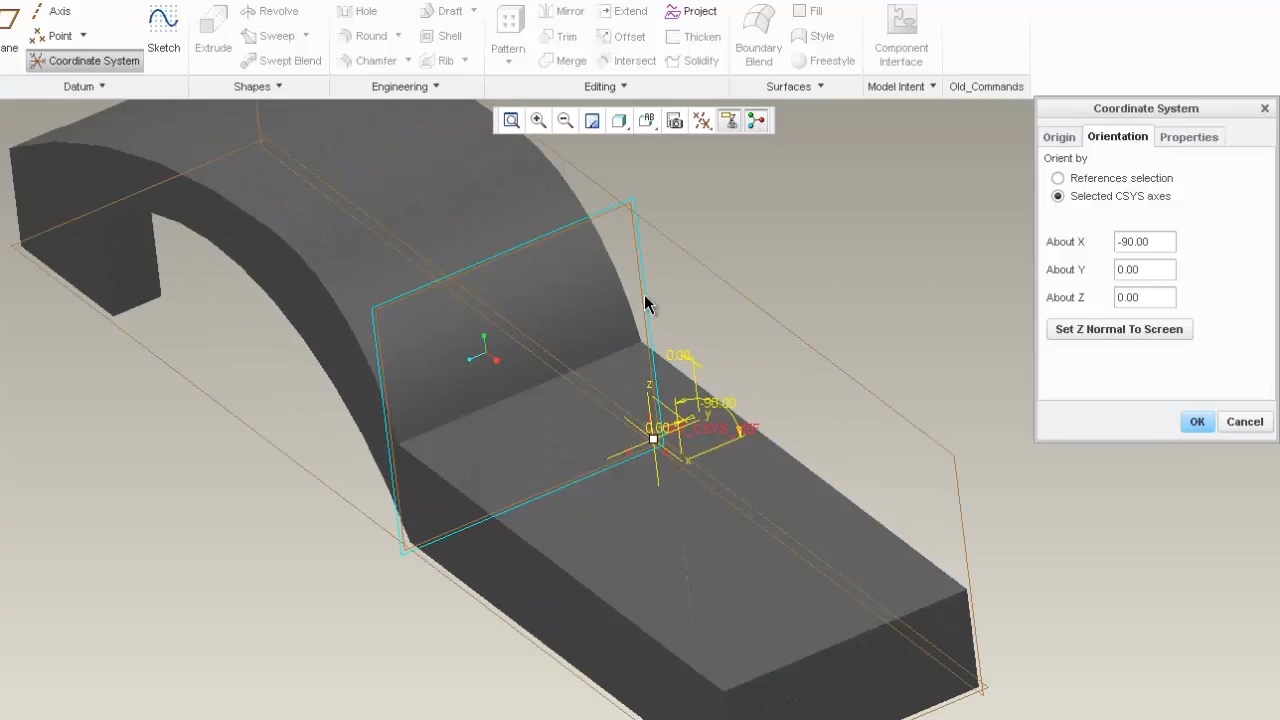 Axis
Revolve
Hole
Draft
Mirror
Extend
Project
Fill
Point
Sketch
Extrude
Sweep
Round
Shell
Pattern
Trim
Offset
Thicken
Boundary
Blend
Style
Component
Interface
ane
Coordinate System
Swept Blend
Chamfer
Rib
Merge
Intersect
Solidify
Freestyle
Datum
Shapes
Engineering
Editing
Surfaces
Model Intent
Old_Commands
AB
Coordinate System
Origin
Orientation
Properties
Orient by
References selection
Selected CSYS axes
About X
-90.00
About Y
0.00
About Z
0.00
Set Z Normal To Screen
OK
Cancel
0.00
z
-90.00
y
0.00
x